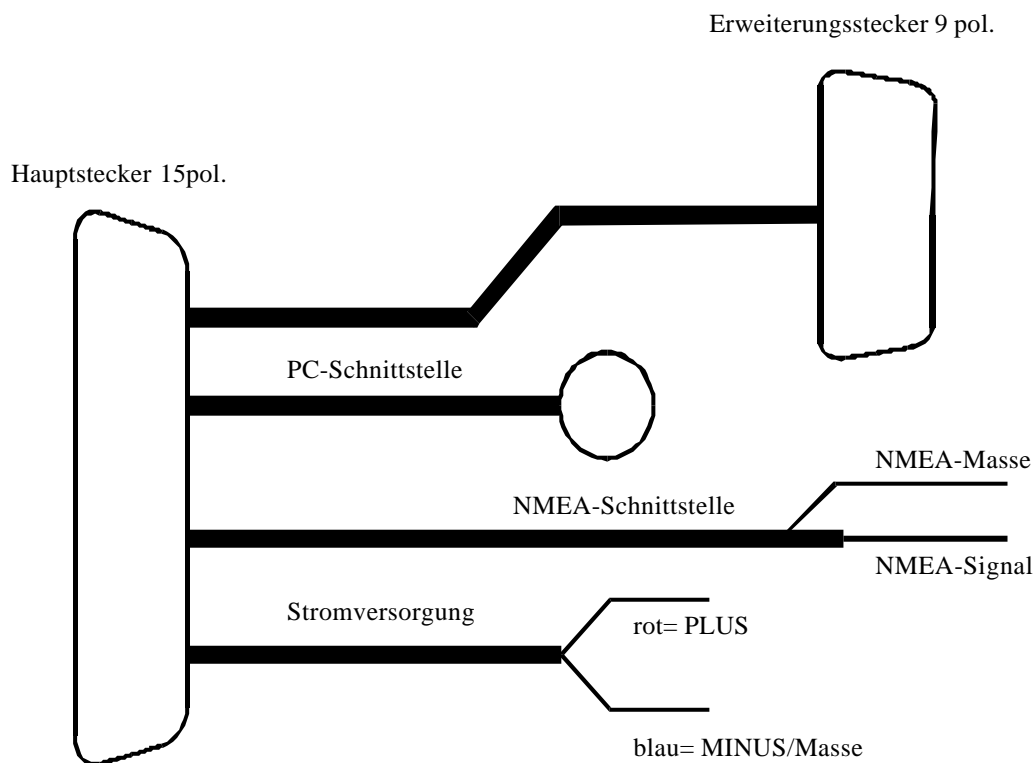 Erweiterungsstecker 9 pol.
Hauptstecker 15pol.
PC-Schnittstelle
NMEA-Masse
NMEA-Schnittstelle
NMEA-Signal
Stromversorgung
rot= PLUS
blau= MINUS/Masse